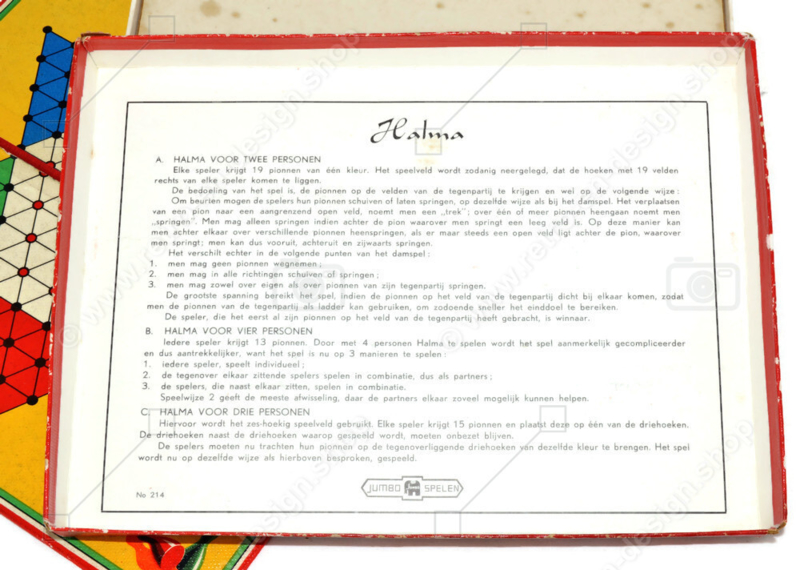 Halma
A. HALMA VOOR TWEE PERSONEN
Elke speler krijgt 19 pionnen van één kleur. Het speelveld wordt zodanig neergelegd, dat de hoeken met 19 velden
rechts van elke speler komen te liggen.
De bedoeling van het spel is, de pionnen op de velden van de tegenpartij te krijgen en wel op de volgende wijze:
Om beurten mogen de spelers hun pionnen schuiven of laten springen, op dezelfde wijze als bij het damspel. Het verplaatsen
van een pion naar een aangrenzend open veld, noemt men een „trek"; over één of meer pionnen heengaan noemt men
„springen". Men mag alleen springen indien achter de pion waarover men springt een leeg veld is. Op deze manier kan
men achter elkaar over verschillende pionnen heenspringen, als er maar steeds een open veld ligt achter de pion, waarover
men springt; men kan dus vooruit, achteruit en zijwaarts springen.
Het verschilt echter in de volgende punten van het damspel:
1. men mag geen pionnen wegnemen;
2. men mag in alle richtingen schuiven of springen;
3. men mag zowel over eigen als over pionnen van zijn tegenpartij springen.
De grootste spanning bereikt het spel, indien de pionnen op het veld van de tegenpartij dicht bij elkaar komen, zodat
men de pionnen van de tegenpartij als ladder kan gebruiken, om zodoende sneller het einddoel te bereiken.
De speler, die het eerst al zijn pionnen op het veld van de tegenpartij heeft gebracht, is winnaar.
B. HALMA VOOR VIER PERSONEN
Iedere speler krijgt 13 pionnen. Door met 4 personen Halma te spelen wordt het spel aanmerkelijk gecompliceerder
en dus aantrekkelijker, want het spel is nu op 3 manieren te spelen:
1. iedere speler, speelt individueel;
2. de tegenover elkaar zittende spelers spelen in combinatie, dus als partners;
3. de spelers, die naast elkaar zitten, spelen in combinatie.
Speelwijze 2 geeft de meeste afwisseling, daar de partners elkaar zoveel mogelijk kunnen helpen.
C. HALMA VOOR DRIE PERSONEN
Hiervoor wordt het zes-hoekig speelveld gebruikt. Elke speler krijgt 15 pionnen en plaatst deze op één van de driehoeken.
De driehoeken naast de driehoeken waarop gespeeld wordt, moeten onbezet blijven.
De spelers moeten nu trachten hun pionnen op de tegenoverliggende driehoeken van dezelfde kleur te brengen. Het spel
wordt nu op dezelfde wijze als hierboven besproken, gespeeld.
No 214
JUMBO SPELEN
© www.retro-design.shop